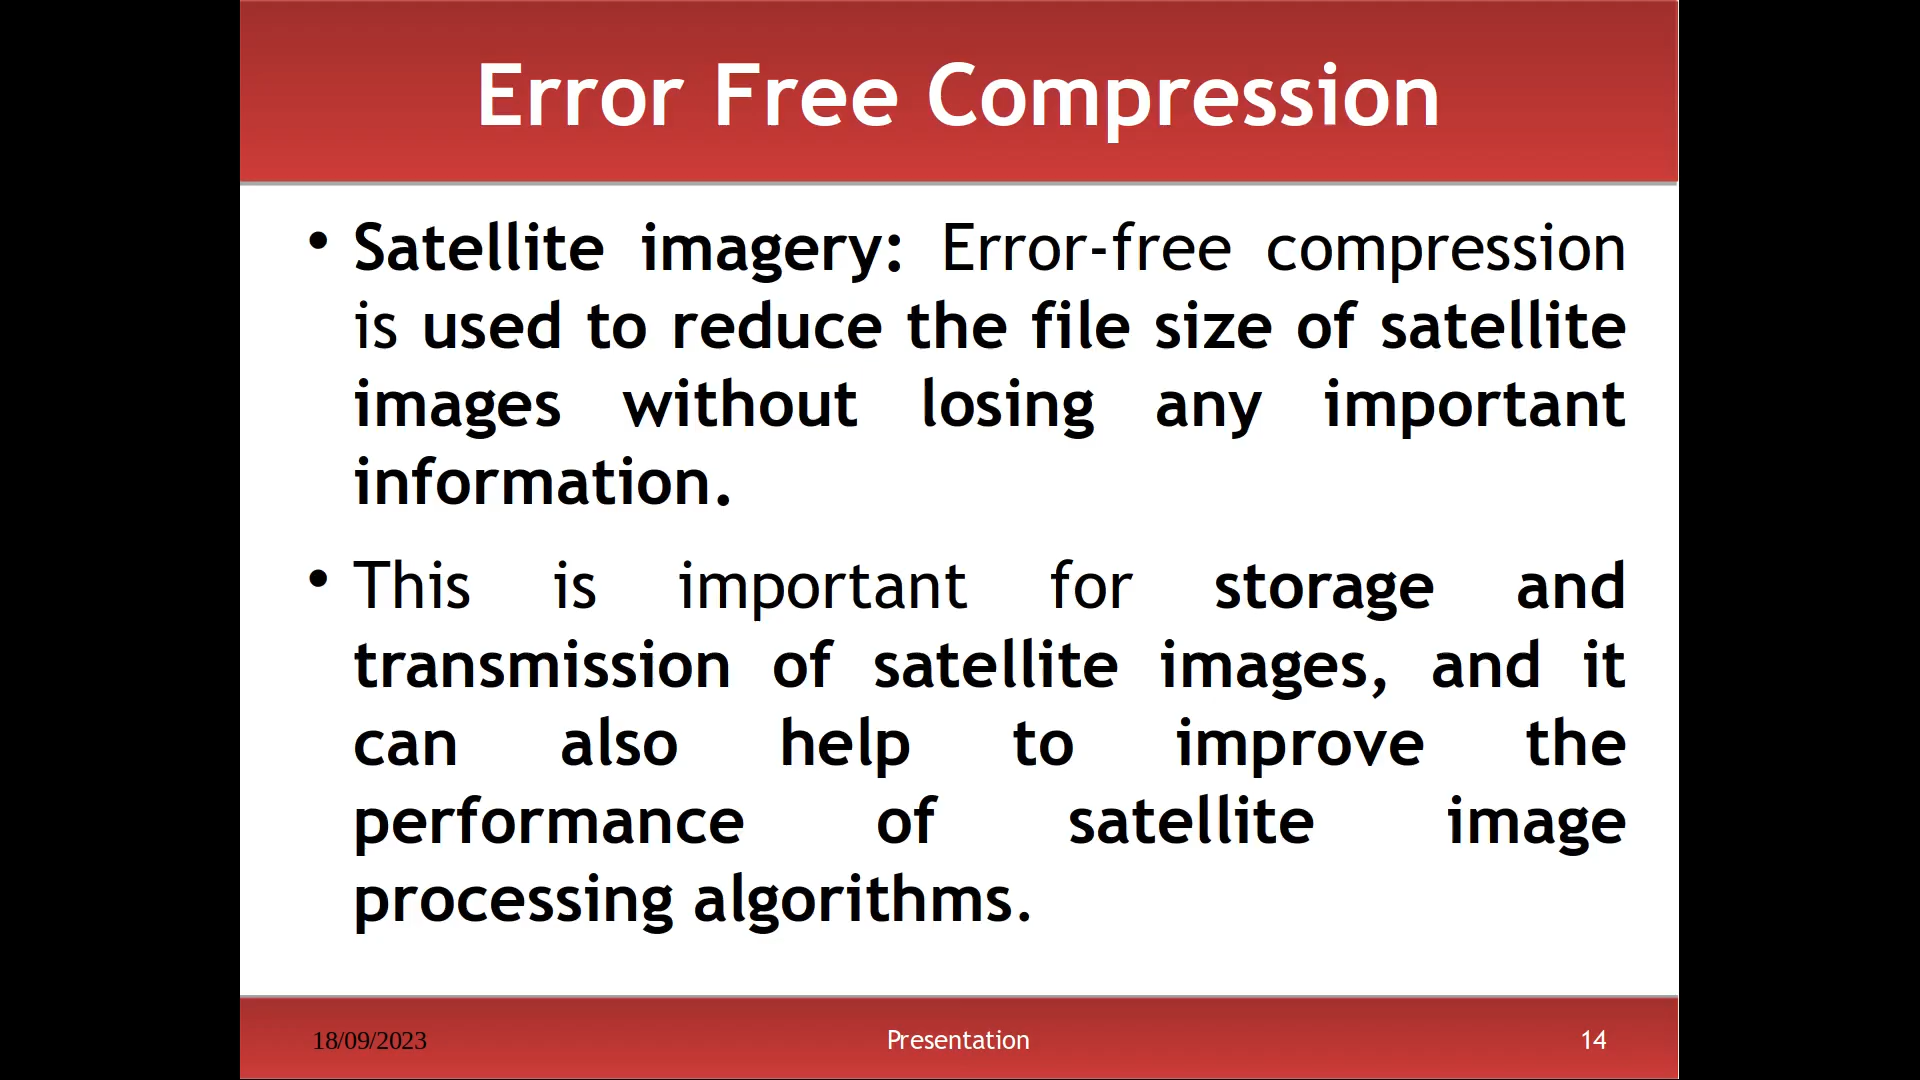 Error Free Compression
• Satellite imagery: Error-free compression
is used to reduce the file size of satellite
images without losing any important
information.
• This is important for storage and
transmission of satellite images, and it
can also help to improve the
performance of satellite image
processing algorithms.
18/09/2023
Presentation
14